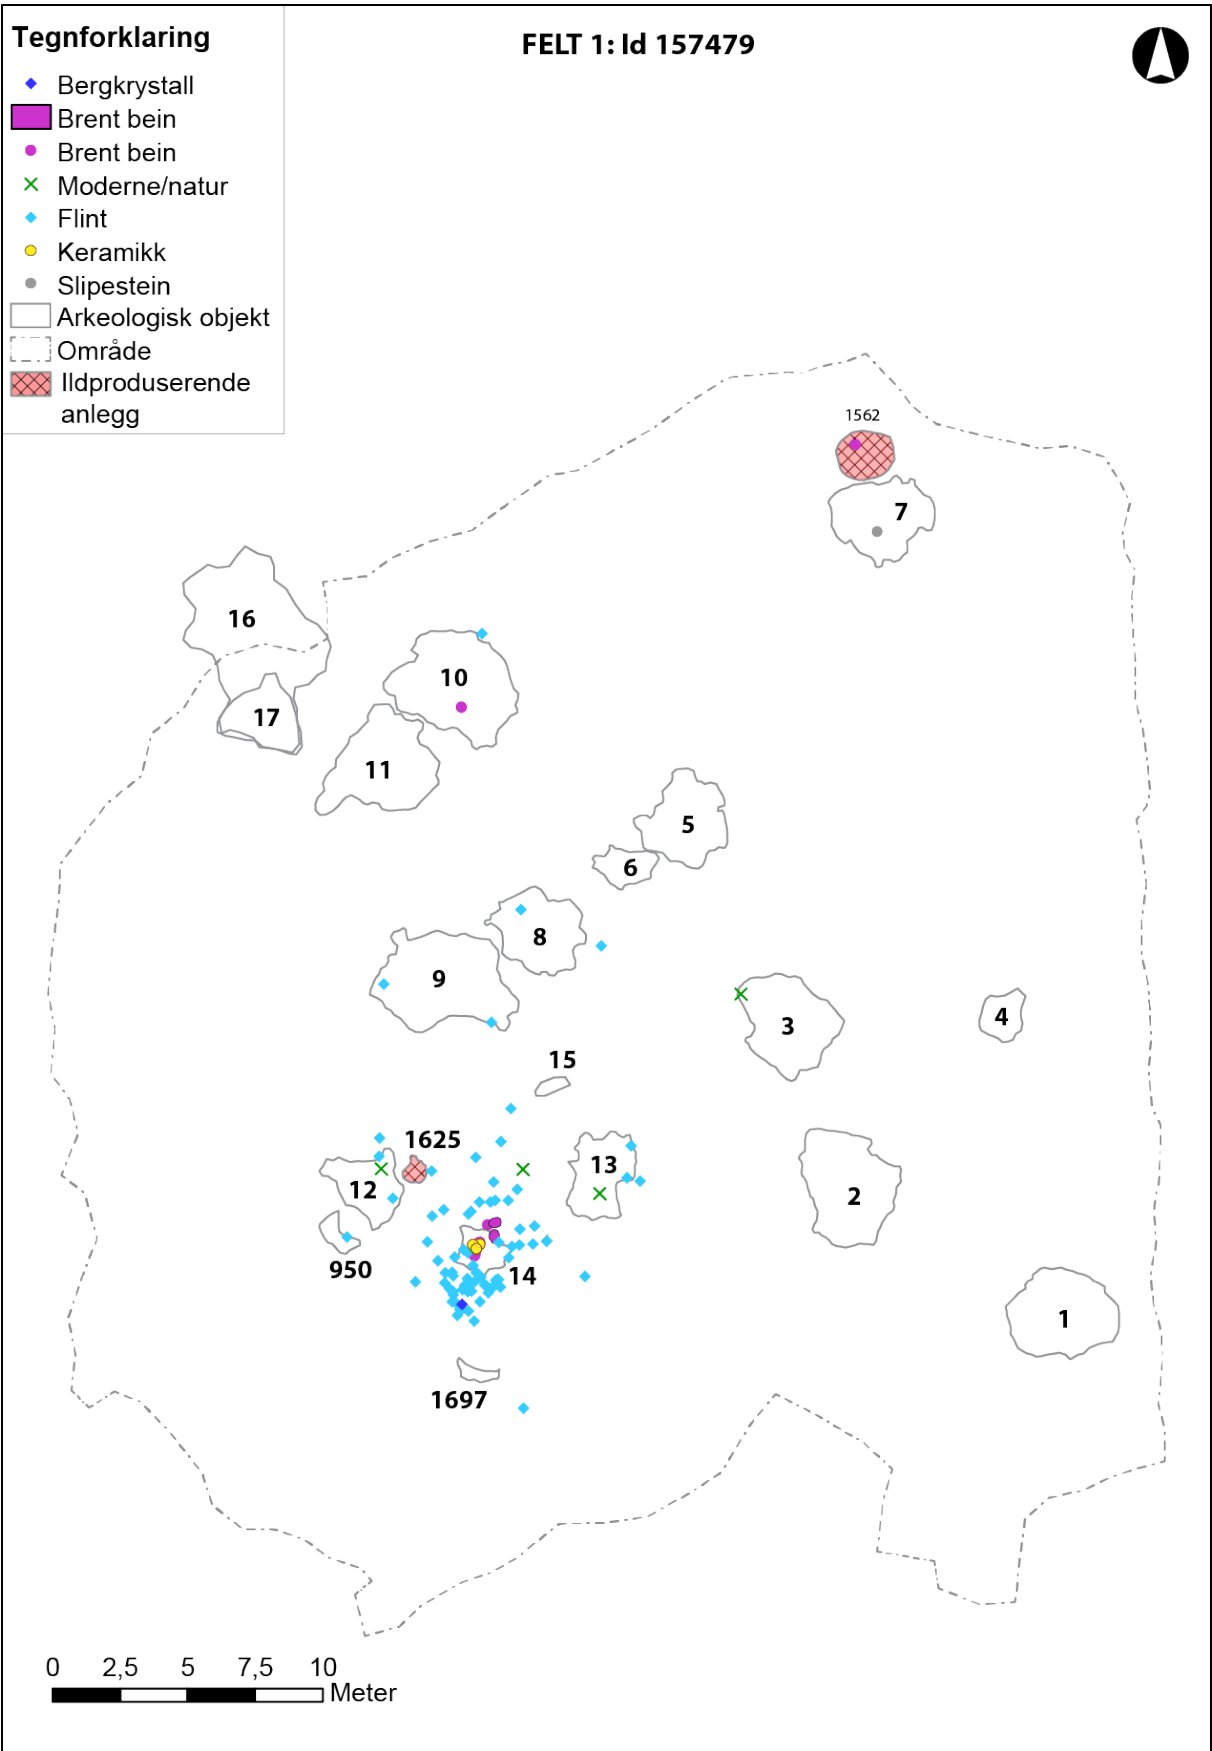 Tegnforklaring
Bergkrystall
Brent bein
Brent bein
Moderne/natur
Flint
Keramikk
Slipestein
Arkeologisk objekt
Område
Ildproduserende
anlegg
FELT 1: Id 157479
1562
7
16
10
17
11
5
6
8
9
3
4
15
1625
13
12
2
950
14
1
1697
0 2,5 5 7,5 10
Meter